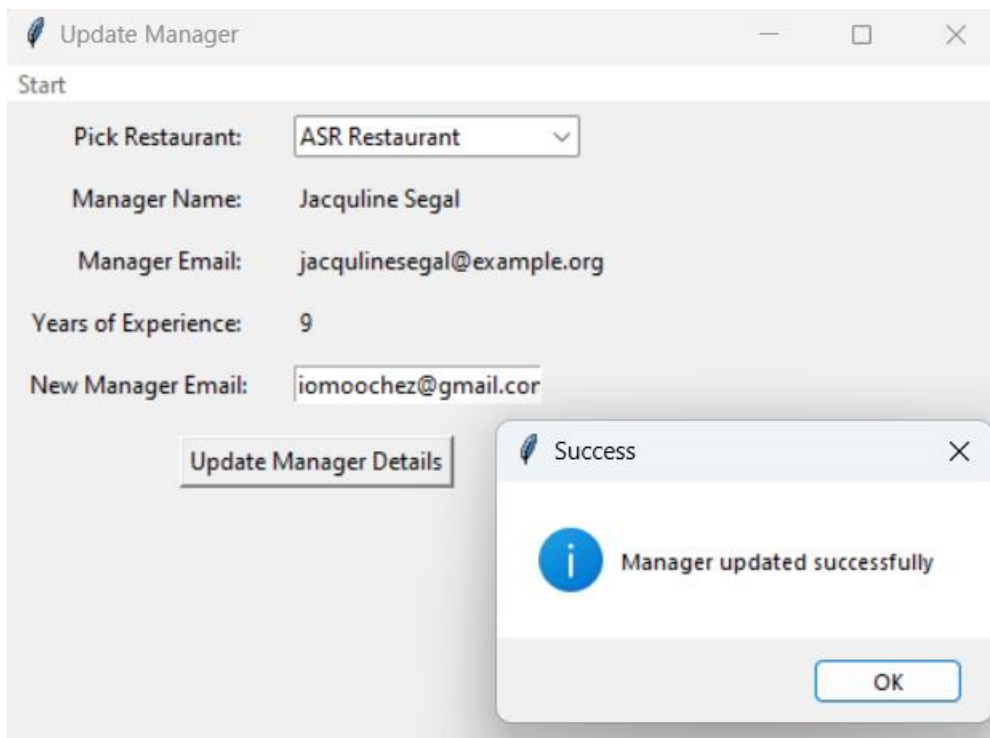 Update Manager
Start
Pick Restaurant: ASR Restaurant
Manager Name: Jacquline Segal
Manager Email: jacqulinesegal@example.org
Years of Experience: 9
New Manager Email: iomoochez@gmail.com
Update Manager Details
Success
Manager updated successfully
OK